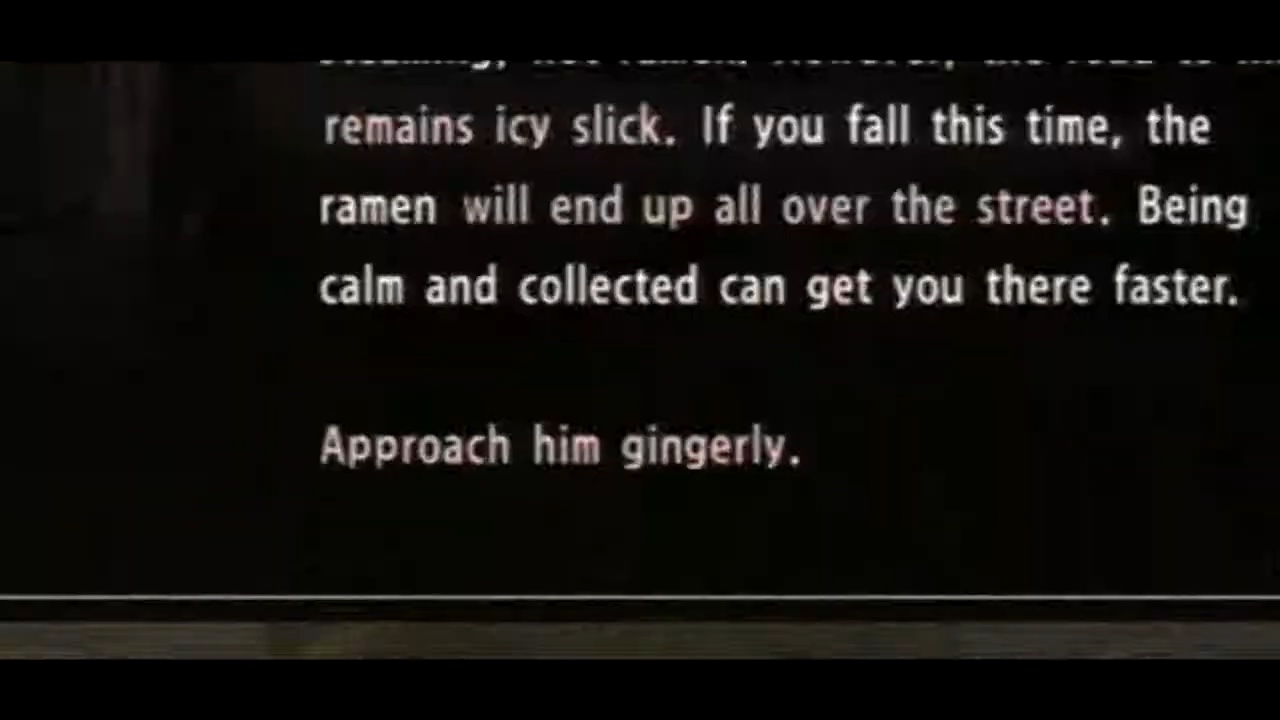 remains icy slick. If you fall this time, the
ramen will end up all over the street. Being
calm and collected can get you there faster.
Approach him gingerly.